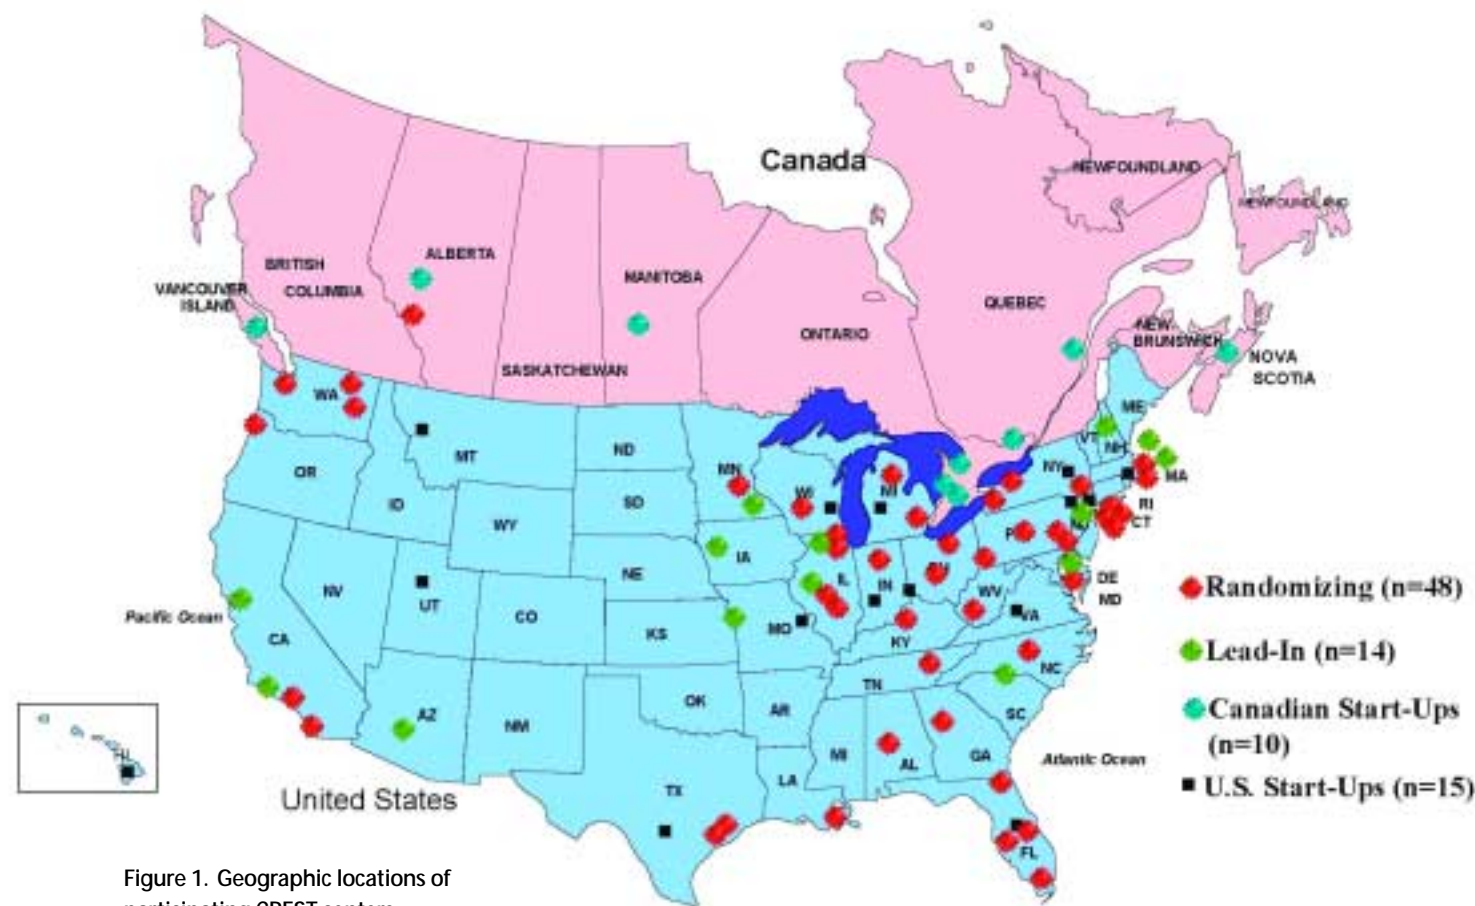 Canada
NEWFOUNDLAND
NEWFOUNDLAND
ALBERTA
BRITISH
COLUMBIA
MANITOBA
VANCOUVER
ISLAND
QUEBEC
ONTARIO
NEW
BRUNSWICK
NOVA
SCOTIA
SASKATCHEWAN
WA
ME
VT
NH
MT
ND
MN
OR
ID
SD
WI
MI
NY
MA
RI
CT
WY
IA
NE
NV
UT
CO
IL
IN
WV
DE
MD
VA
Pacific Ocean
CA
KS
MO
KY
NC
TN
OK
AR
AZ
NM
SC
MI
AL
GA
Atlantic Ocean
LA
TX
FL
United States
Randomizing (n=48)
Lead-In (n=14)
Canadian Start-Ups
(n=10)
U.S. Start-Ups (n=15)
Figure 1. Geographic locations of